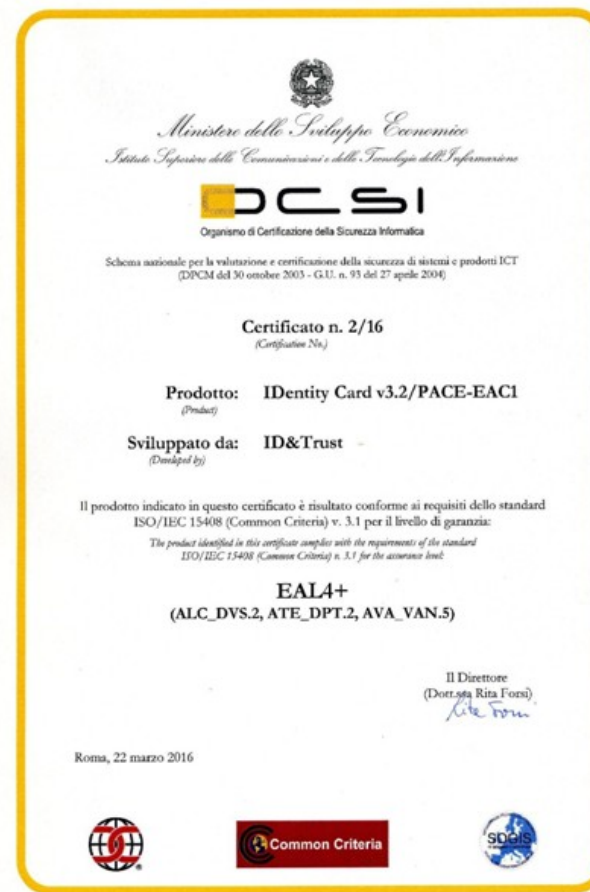 Ministero dello Sviluppo Economico
Istituto Superiore delle Comunicazioni e delle Tecnologie dell'Informazione
OCSI
Organismo di Certificazione della Sicurezza Informatica
Schema nazionale per la valutazione e certificazione della sicurezza di sistemi e prodotti ICT
(DPCM del 30 ottobre 2003 - G.U. n. 93 del 27 aprile 2004)
Certificato n. 2/16
(Certification No.)
Prodotto: IDentity Card v3.2/PACE-EAC1
(Product)
Sviluppato da: ID&Trust
(Developed by)
Il prodotto indicato in questo certificato è risultato conforme ai requisiti dello standard
ISO/IEC 15408 (Common Criteria) v. 3.1 per il livello di garanzia:
The product identified in this certificate complies with the requirements of the standard
ISO/IEC 15408 (Common Criteria) v. 3.1 for the assurance level:
EAL4+
(ALC_DVS.2, ATE_DPT.2, AVA_VAN.5)
Il Direttore
(Dott.ssa Rita Forsi)
Rita Forsi
Roma, 22 marzo 2016
Common Criteria
SOGIS